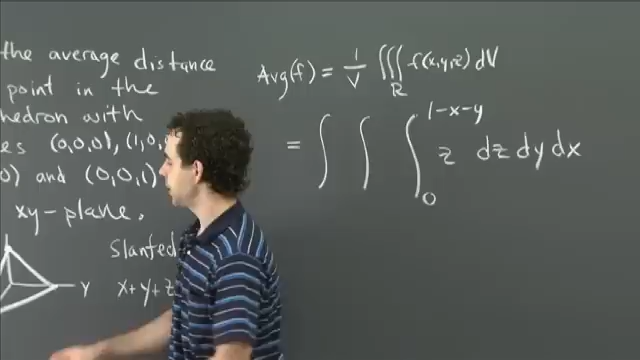 the average distance
point in the
hedron with
es (0,0,0), (1,0,
0) and (0,0,1)
xy-plane.
Slanted
x+y+z
y
Avg(f) = 1/V ∭_R f(x,y,z) dV
= ∫ ∫ ∫_0^{1-x-y} z dz dy dx